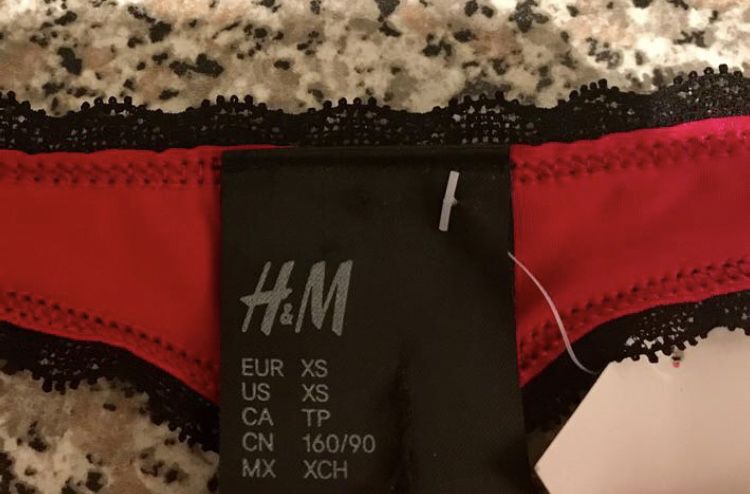 H&M
EUR XS
US XS
CA TP
CN 160/90
MX XCH